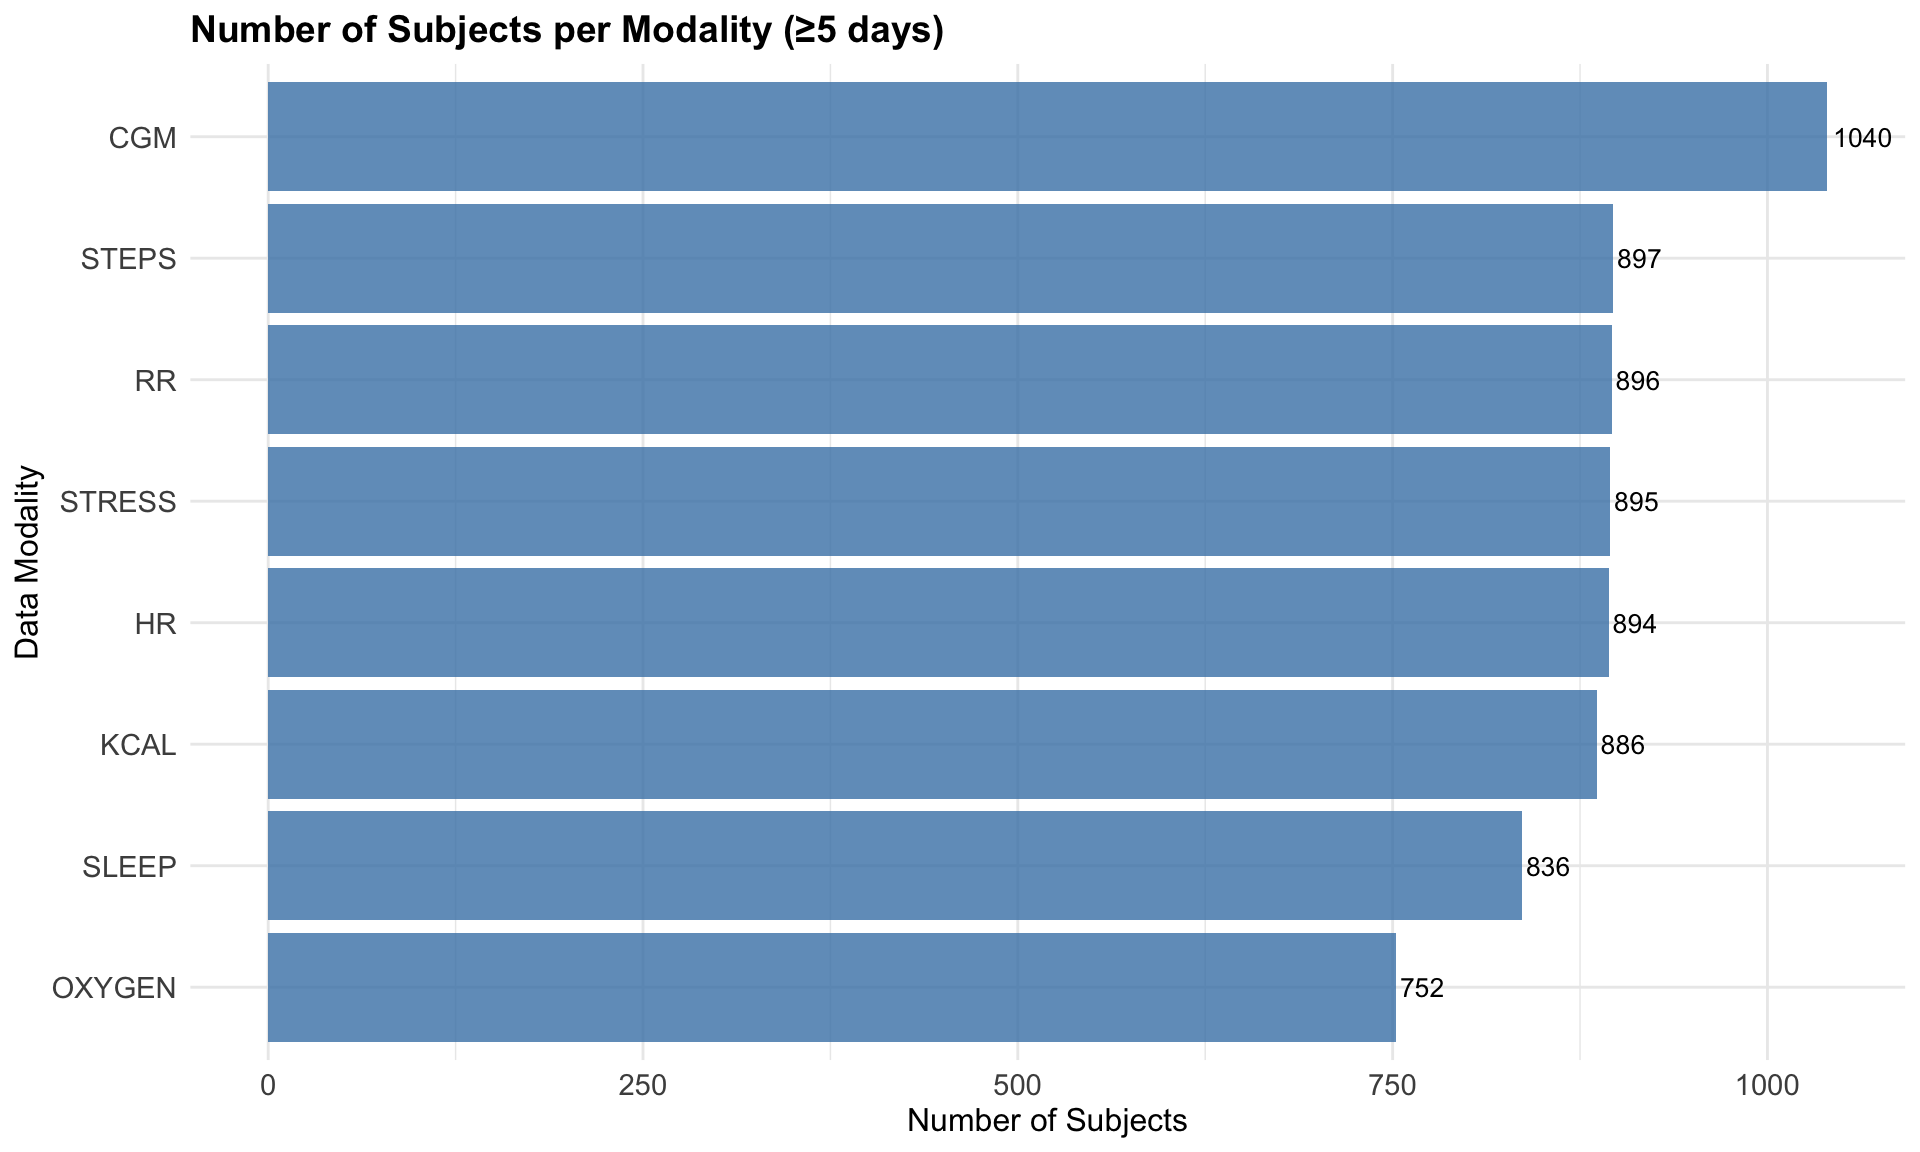 Number of Subjects per Modality (≥5 days)
Data Modality
CGM 1040
STEPS 897
RR 896
STRESS 895
HR 894
KCAL 886
SLEEP 836
OXYGEN 752
0 250 500 750 1000
Number of Subjects